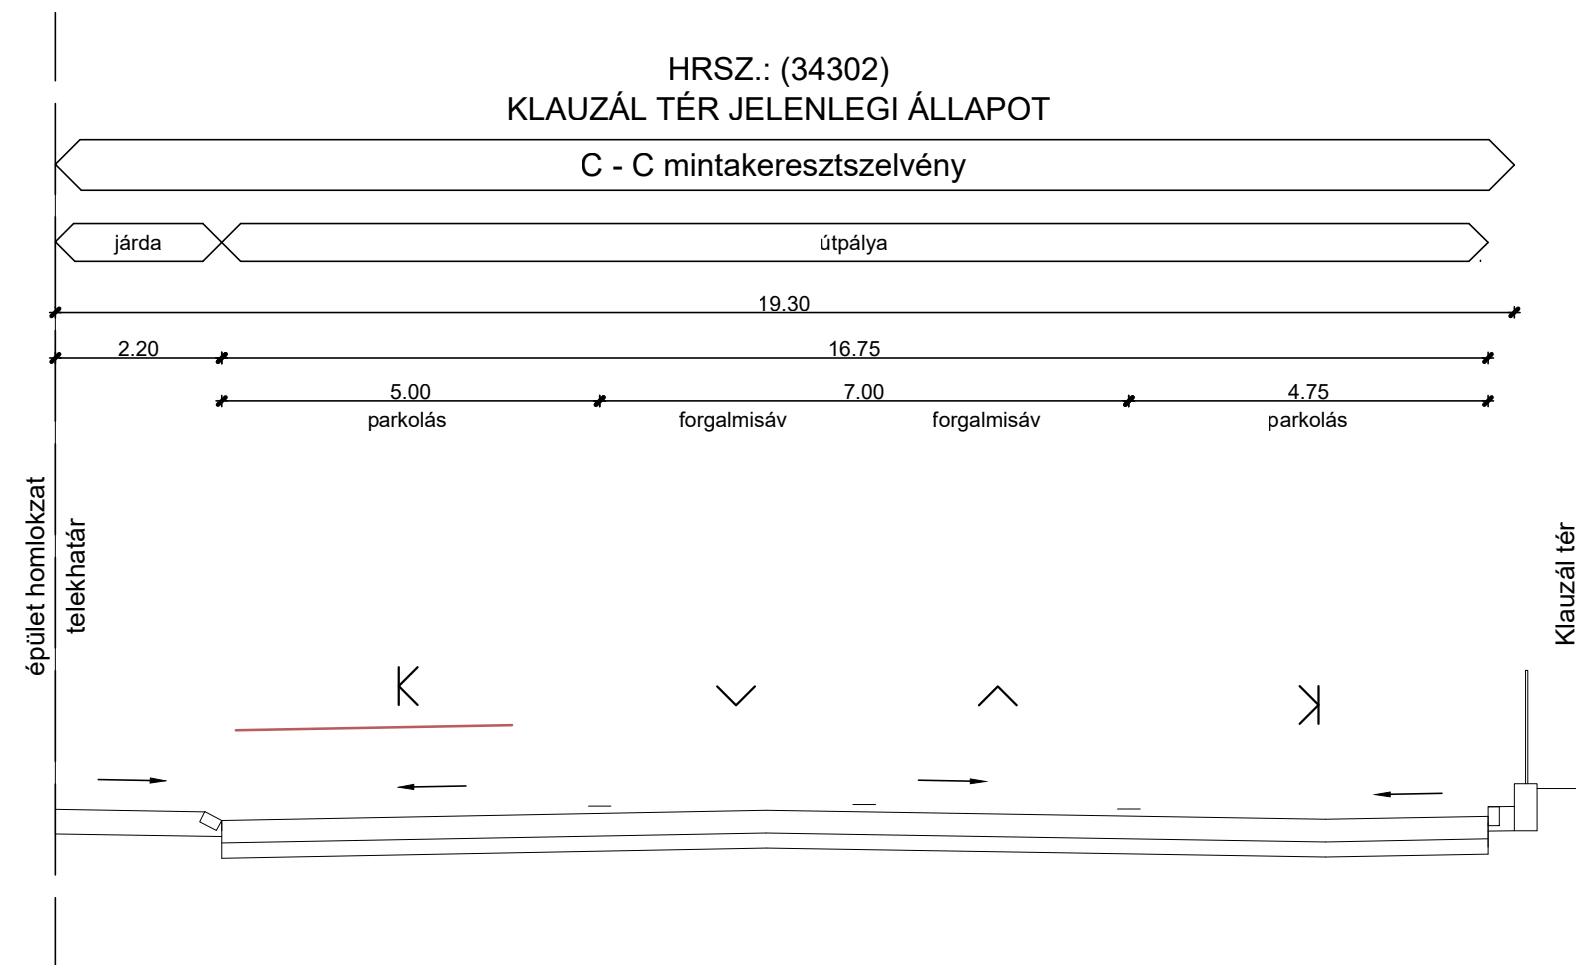 HRSZ.: (34302)
KLAUZÁL TÉR JELENLEGI ÁLLAPOT
C - C mintakeresztszelvény
járda útpálya
19.30
2.20 16.75
5.00 7.00 4.75
parkolás forgalmisáv forgalmisáv parkolás
épület homlokzat
telekhatár
Klauzál tér